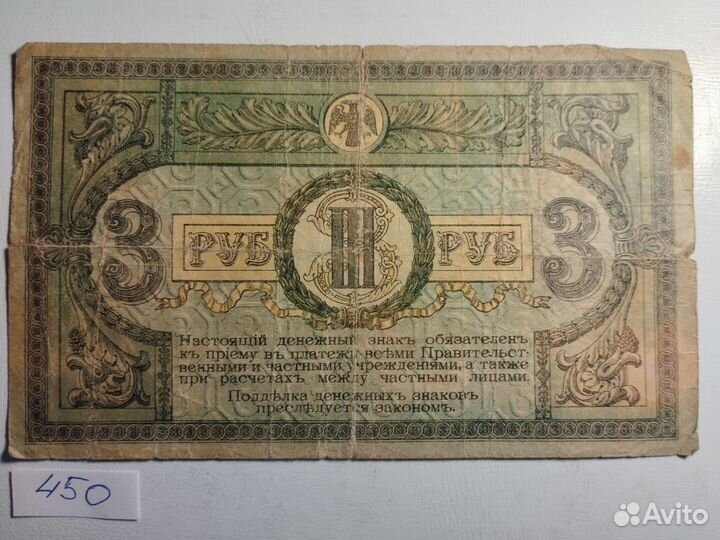 3 РУБ III РУБ 3
Настоящій денежный знакъ обязателенъ
къ пріему въ платежи всѣми Правительст-
венными и частными учрежденіями, а также
при расчетахъ между частными лицами.
Поддѣлка денежныхъ знаковъ
преслѣдуется закономъ.
450
Avito